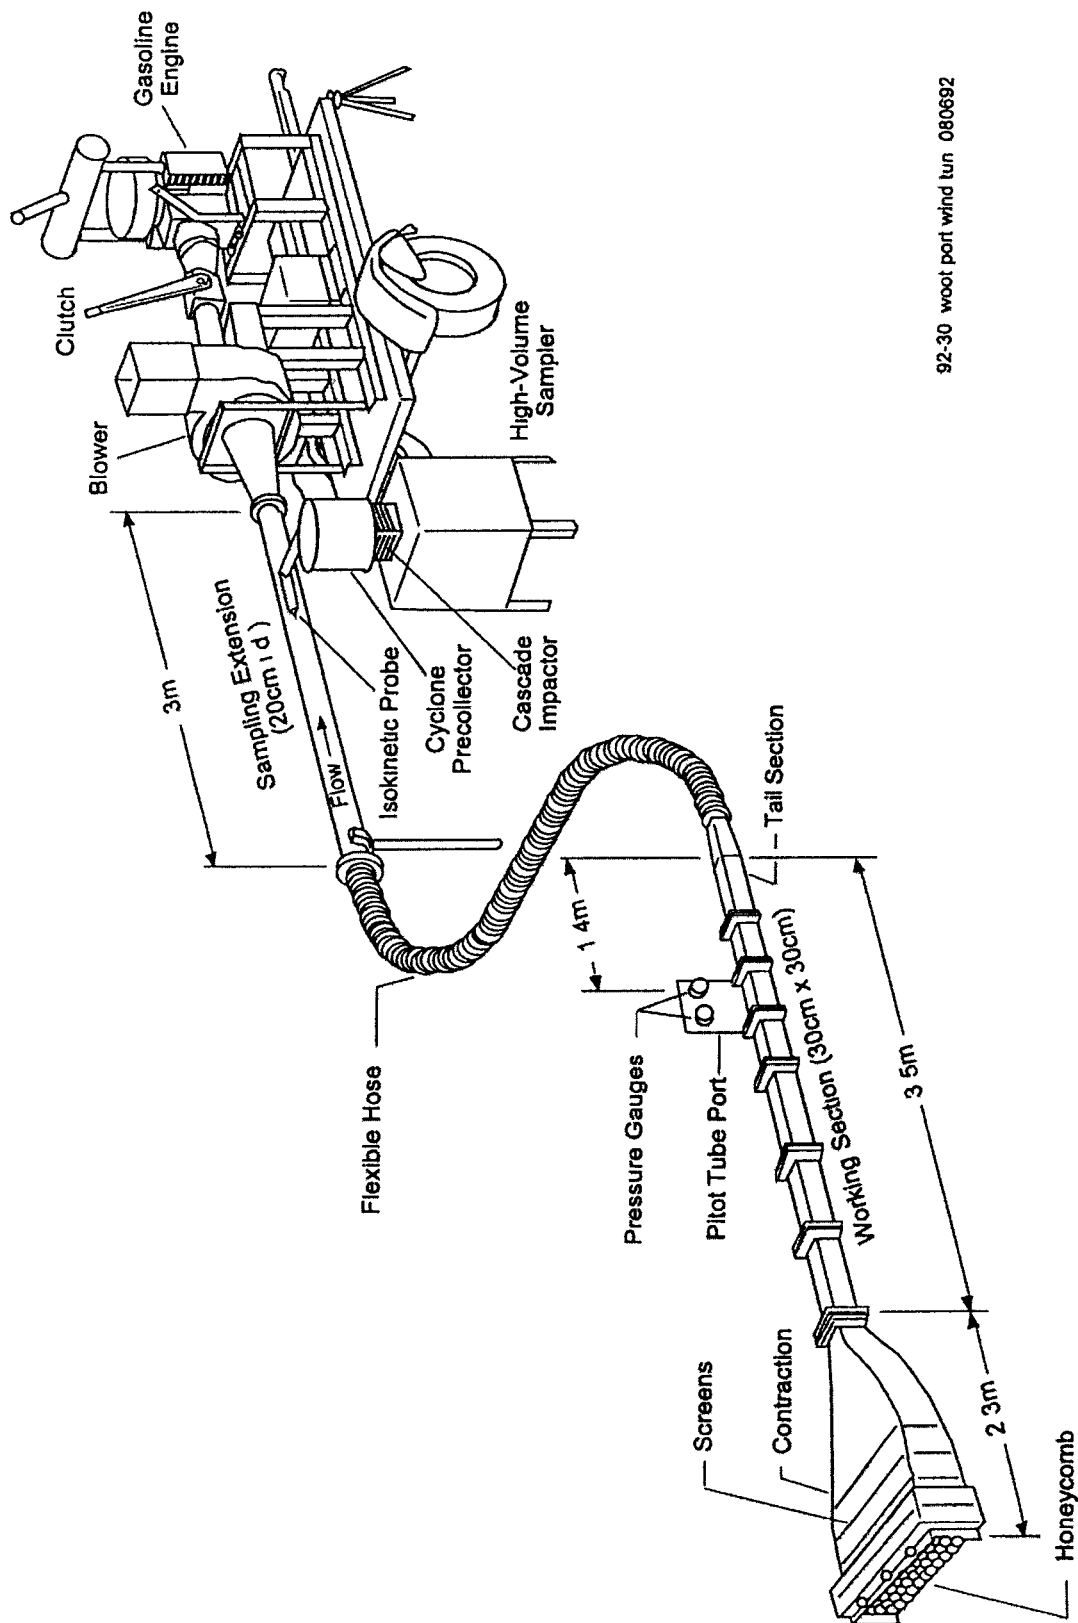 Gasoline
Engine
Clutch
Blower
3m
Sampling Extension
(20cm i d )
Flow
High-Volume
Sampler
Isokinetic Probe
Cyclone
Precollector
Cascade
Impactor
Flexible Hose
1 4m
Tail Section
Pressure Gauges
Pitot Tube Port
Working Section (30cm x 30cm)
3 5m
Screens
Contraction
2 3m
Honeycomb
92-30 woot port wind tun 080692